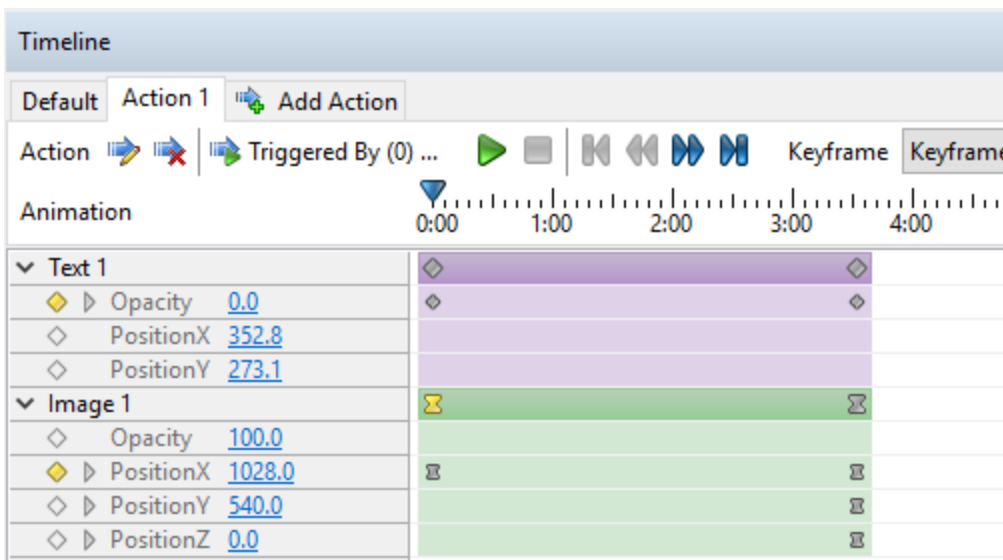 Timeline
Default Action 1 Add Action
Action Triggered By (0) ... Keyframe Keyframe
Animation 0:00 1:00 2:00 3:00 4:00
Text 1
Opacity 0.0
PositionX 352.8
PositionY 273.1
Image 1
Opacity 100.0
PositionX 1028.0
PositionY 540.0
PositionZ 0.0